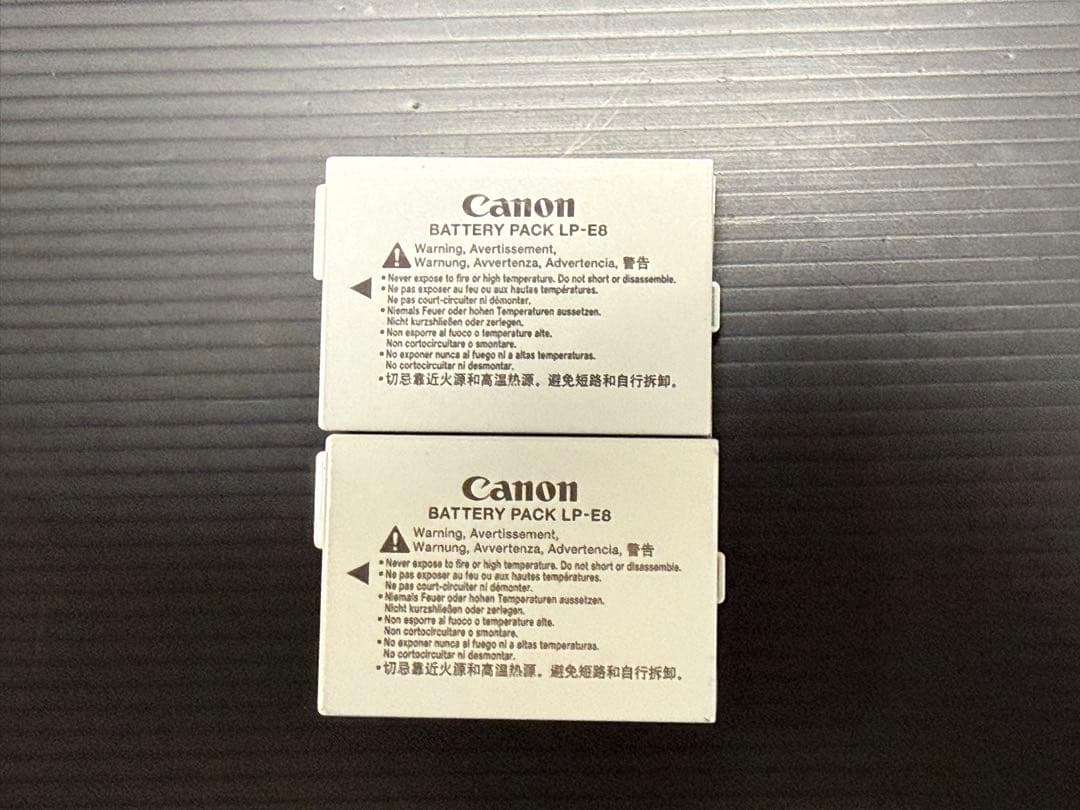 Canon
BATTERY PACK LP-E8
Warning, Avertissement,
Warnung, Avvertenza, Advertencia, 警告
•Never expose to fire or high temperature. Do not short or disassemble.
•Ne pas exposer au feu ou aux hautes températures.
Ne pas court-circuiter ni démonter.
•Niemals Feuer oder hohen Temperaturen aussetzen.
Nicht kurzshließen oder zerlegen.
•Non esporre al fuoco o temperature alte.
Non cortocircuitare o smontare.
•No exponer nunca al fuego ni a altas temperaturas.
No cortocircuitar ni desmontar.
•切忌靠近火源和高温热源。避免短路和自行拆卸。
Canon
BATTERY PACK LP-E8
Warning, Avertissement,
Warnung, Avvertenza, Advertencia, 警告
•Never expose to fire or high temperature. Do not short or disassemble.
•Ne pas exposer au feu ou aux hautes températures.
Ne pas court-circuiter ni démonter.
•Niemals Feuer oder hohen Temperaturen aussetzen.
Nicht kurzshließen oder zerlegen.
•Non esporre al fuoco o temperature alte.
Non cortocircuitare o smontare.
•No exponer nunca al fuego ni a altas temperaturas.
No cortocircuitar ni desmontar.
•切忌靠近火源和高温热源。避免短路和自行拆卸。